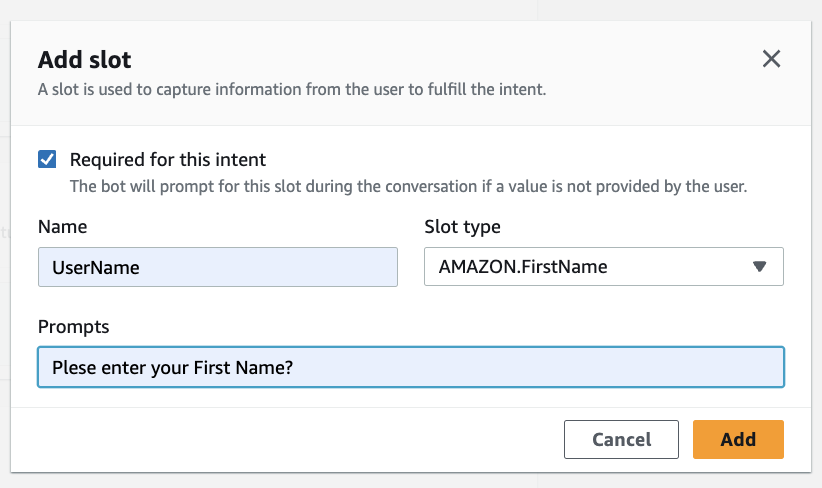 Add slot
A slot is used to capture information from the user to fulfill the intent.
Required for this intent
The bot will prompt for this slot during the conversation if a value is not provided by the user.
Name
Slot type
UserName
AMAZON.FirstName
Prompts
Plese enter your First Name?
Cancel
Add